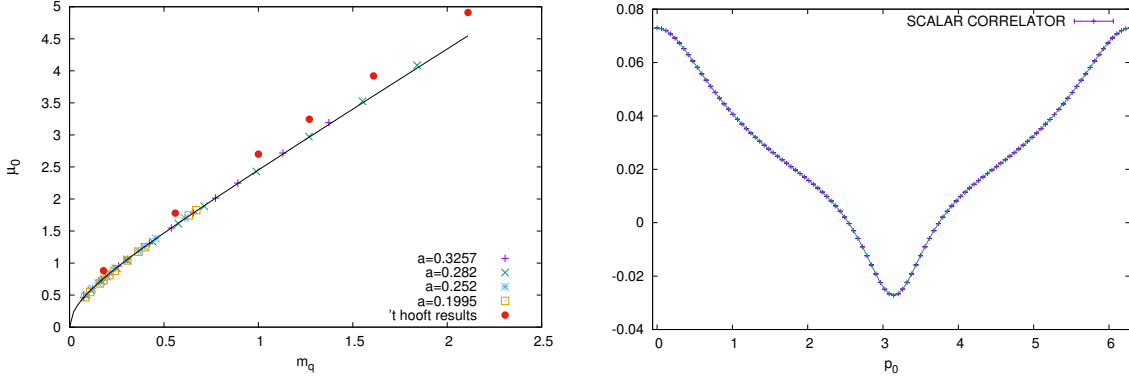 5
4.5
4
3.5
3
2.5
2
1.5
1
0.5
0
μ0
0 0.5 1 1.5 2 2.5
mq
a=0.3257
a=0.282
a=0.252
a=0.1995
't hooft results
0.08
0.06
0.04
0.02
0
-0.02
-0.04
SCALAR CORRELATOR
0 1 2 3 4 5 6
p0